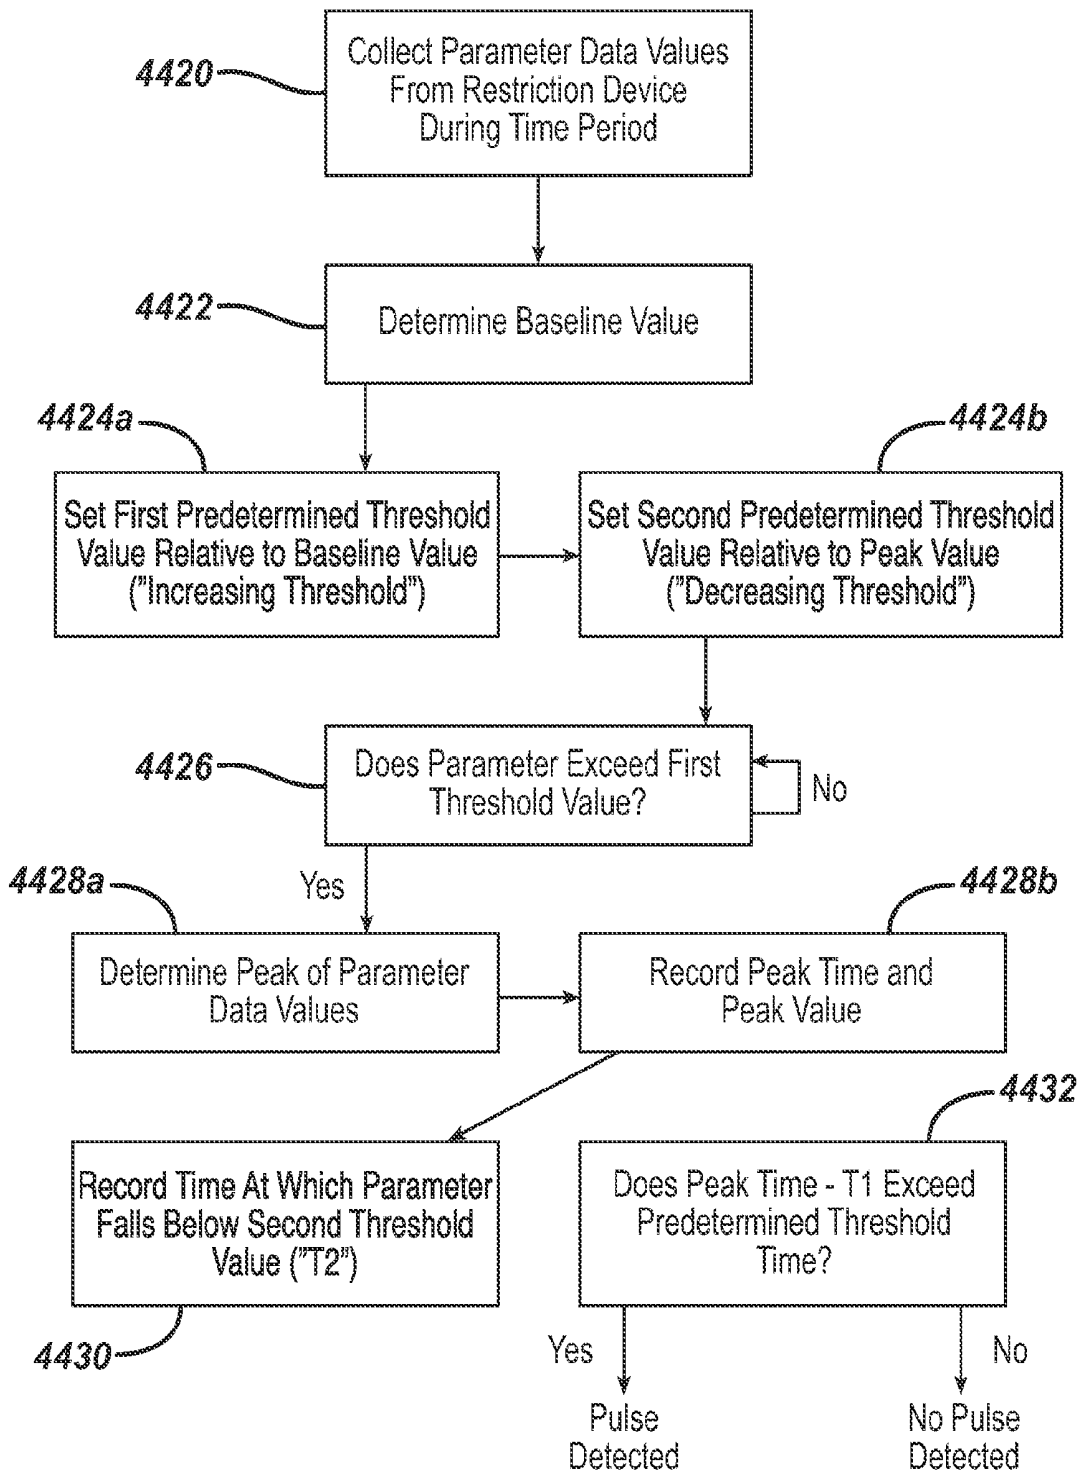 4420
Collect Parameter Data Values
From Restriction Device
During Time Period
4422
Determine Baseline Value
4424a
Set First Predetermined Threshold
Value Relative to Baseline Value
("Increasing Threshold")
4424b
Set Second Predetermined Threshold
Value Relative to Peak Value
("Decreasing Threshold")
4426
Does Parameter Exceed First
Threshold Value?
No
Yes
4428a
Determine Peak of Parameter
Data Values
4428b
Record Peak Time and
Peak Value
Record Time At Which Parameter
Falls Below Second Threshold
Value ("T2")
4430
4432
Does Peak Time - T1 Exceed
Predetermined Threshold
Time?
Yes
No
Pulse
Detected
No Pulse
Detected